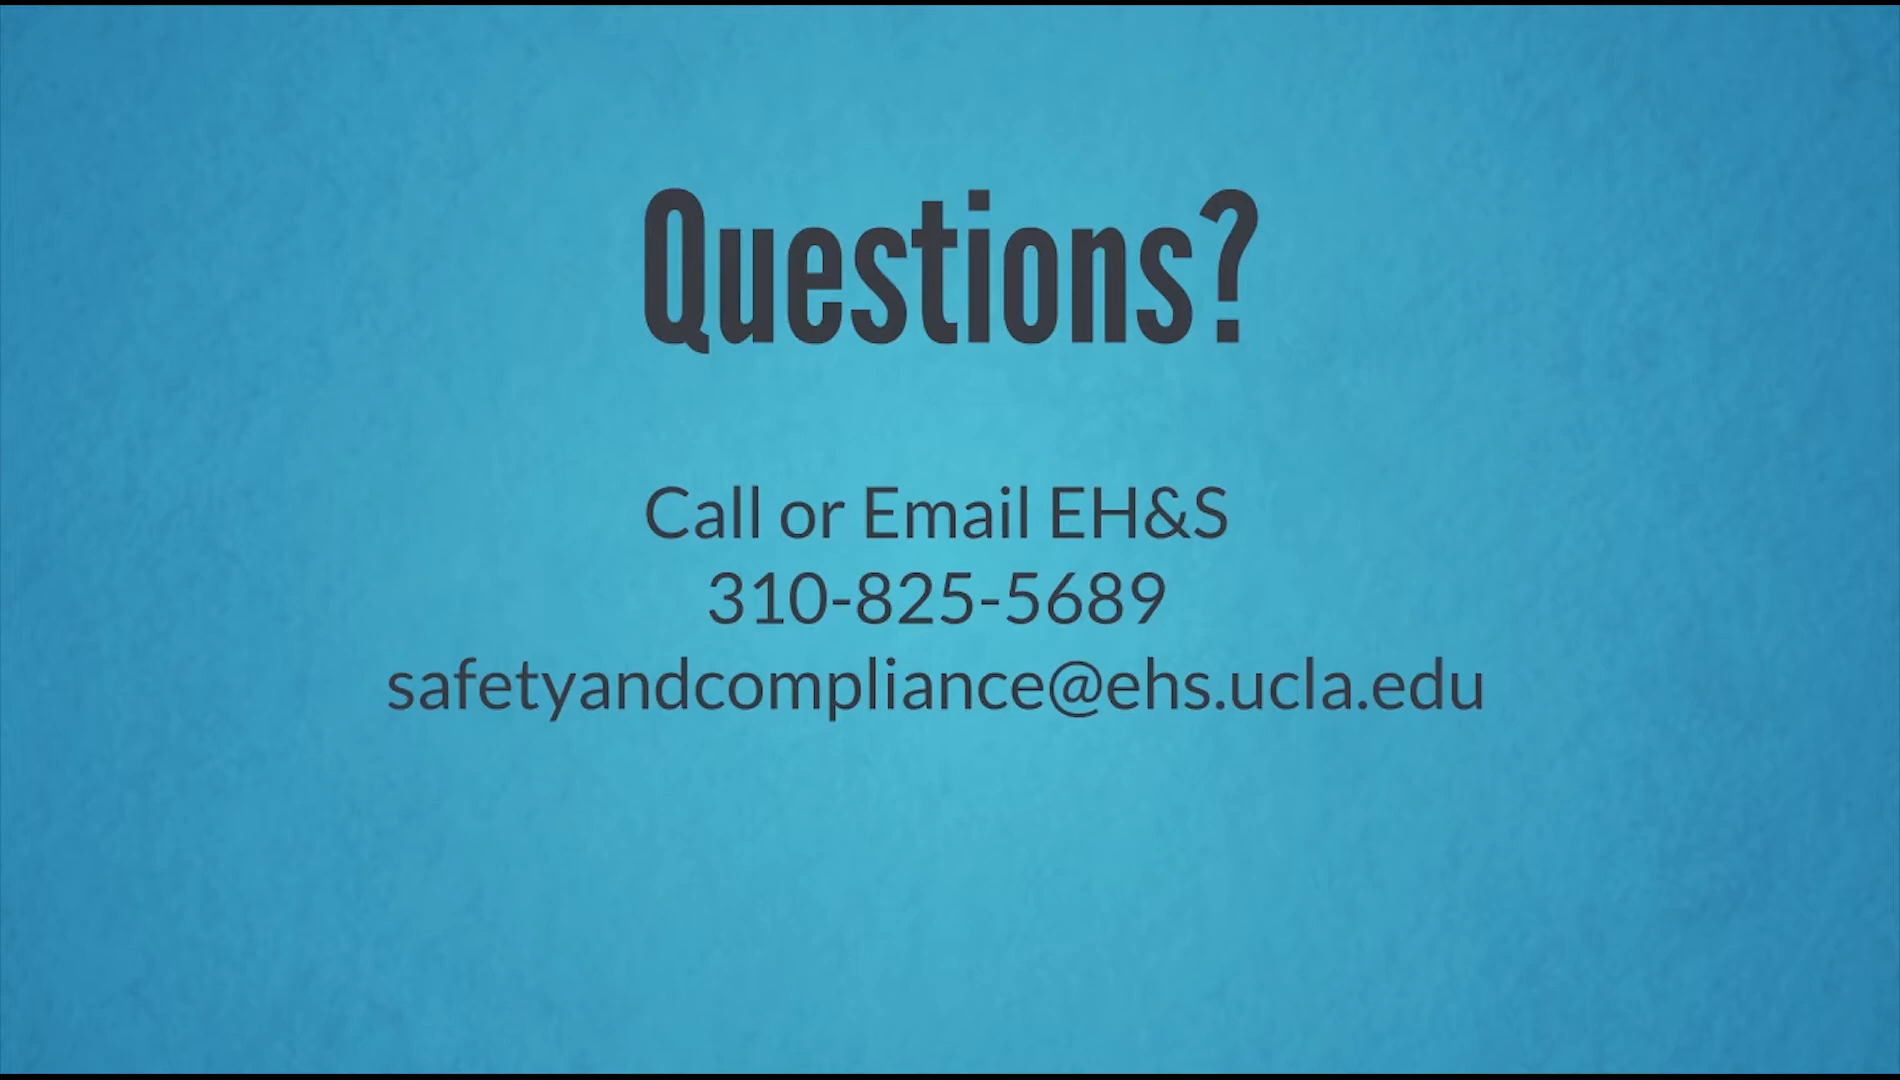 Questions?
Call or Email EH&S
310-825-5689
safetyandcompliance@ehs.ucla.edu